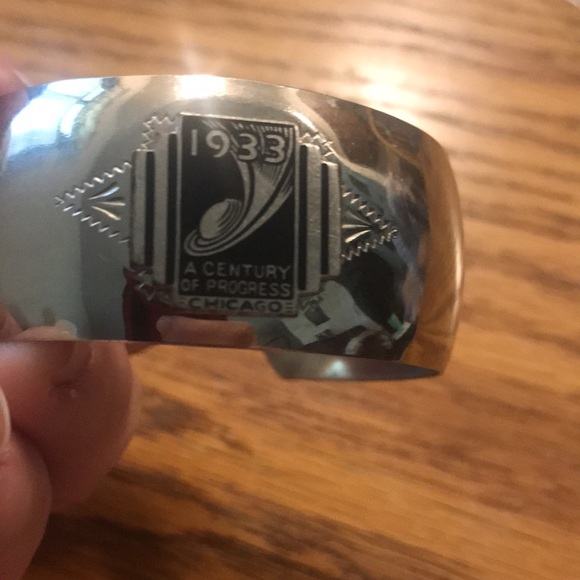 1933
A CENTURY
OF PROGRESS
CHICAGO